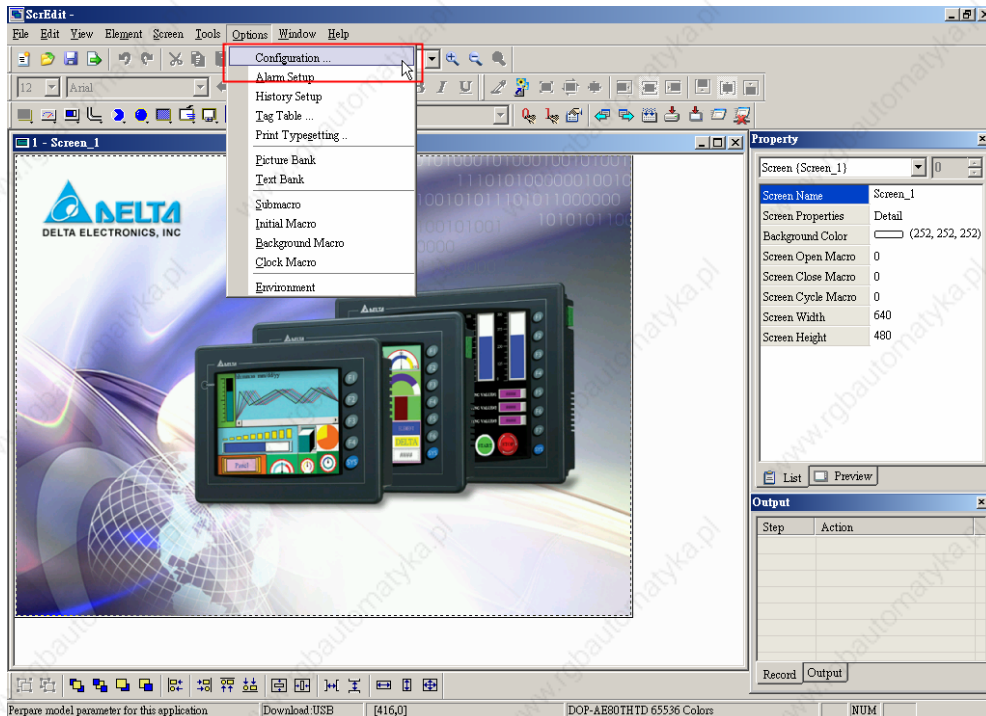 ScrEdit -
File Edit View Element Screen Tools Options Window Help
Configuration ...
Alarm Setup
History Setup
Tag Table ...
Print Typesetting ..
Picture Bank
Text Bank
Submacro
Initial Macro
Background Macro
Clock Macro
Environment
12 Arial B I U
1 - Screen_1
DELTA
DELTA ELECTRONICS, INC
Property
Screen {Screen_1} 0
Screen Name Screen_1
Screen Properties Detail
Background Color (252, 252, 252)
Screen Open Macro 0
Screen Close Macro 0
Screen Cycle Macro 0
Screen Width 640
Screen Height 480
List Preview
Output
Step Action
Record Output
Perpare model parameter for this application Download:USB [416,0] DOP-AE80THTD 65536 Colors NUM
www.rgbautomatyka.pl